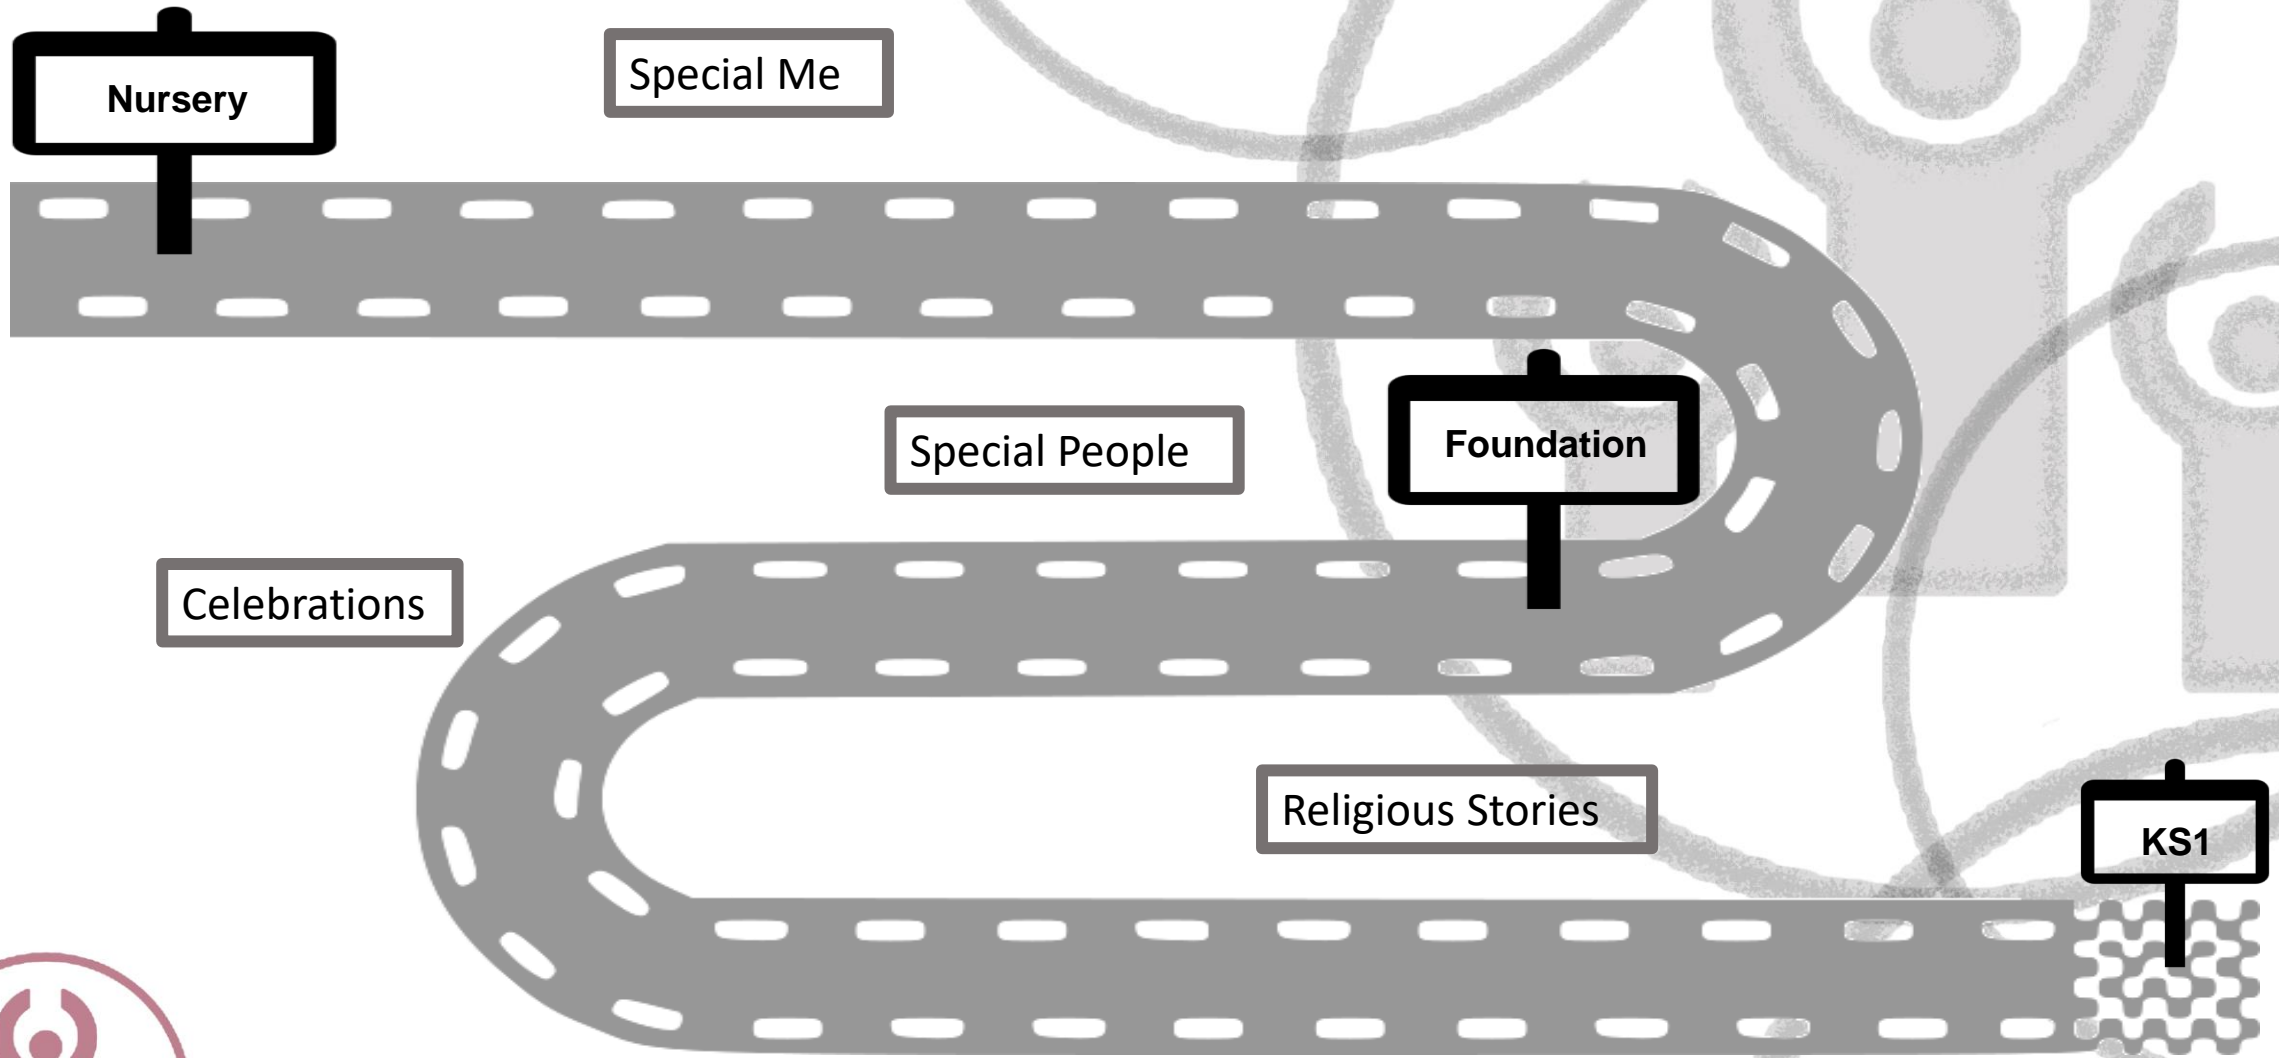 Nursery
Special Me
Special People
Foundation
Celebrations
Religious Stories
KS1